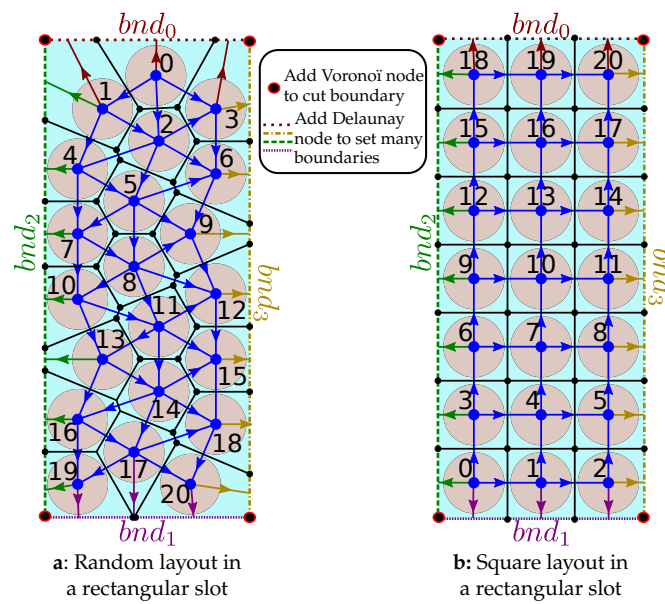 bnd₀
0
1
2
3
4
5
6
7
8
9
10
11
12
13
14
15
16
17
18
19
20
bnd₂
bnd₃
bnd₁
a: Random layout in
a rectangular slot
Add Voronoï node
to cut boundary
Add Delaunay
node to set many
boundaries
bnd₀
18 19 20
15 16 17
12 13 14
9 10 11
6 7 8
3 4 5
0 1 2
bnd₂
bnd₃
bnd₁
b: Square layout in
a rectangular slot